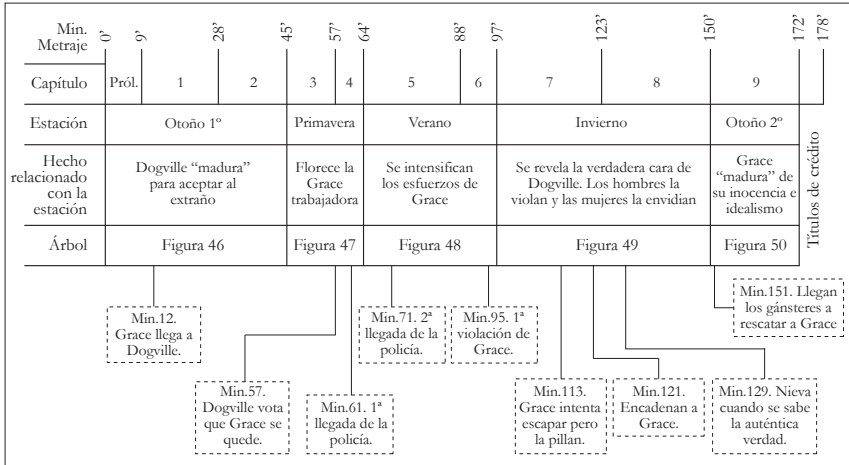 Min. Metraje 0’ 9’ 28’ 45’ 57’ 64’ 88’ 97’ 123’ 150’ 172’ 178’
Capítulo Pról. 1 2 3 4 5 6 7 8 9
Estación Otoño 1º Primavera Verano Invierno Otoño 2º
Hecho
relacionado
con la
estación
Dogville “madura”
para aceptar al
extraño
Florece la
Grace
trabajadora
Se intensifican
los esfuerzos de
Grace
Se revela la verdadera cara de
Dogville. Los hombres la
violan y las mujeres la envidian
Grace
“madura” de
su inocencia e
idealismo
Títulos de crédito
Árbol Figura 46 Figura 47 Figura 48 Figura 49 Figura 50
Min.12.
Grace llega a
Dogville.
Min.57.
Dogville vota
que Grace se
quede.
Min.61. 1ª
llegada de la
policía.
Min.71. 2ª
llegada de la
policía.
Min.95. 1ª
violación de
Grace.
Min.113.
Grace intenta
escapar pero
la pillan.
Min.121.
Encadenan a
Grace.
Min.129. Nieva
cuando se sabe
la auténtica
verdad.
Min.151. Llegan
los gánsteres a
rescatar a Grace